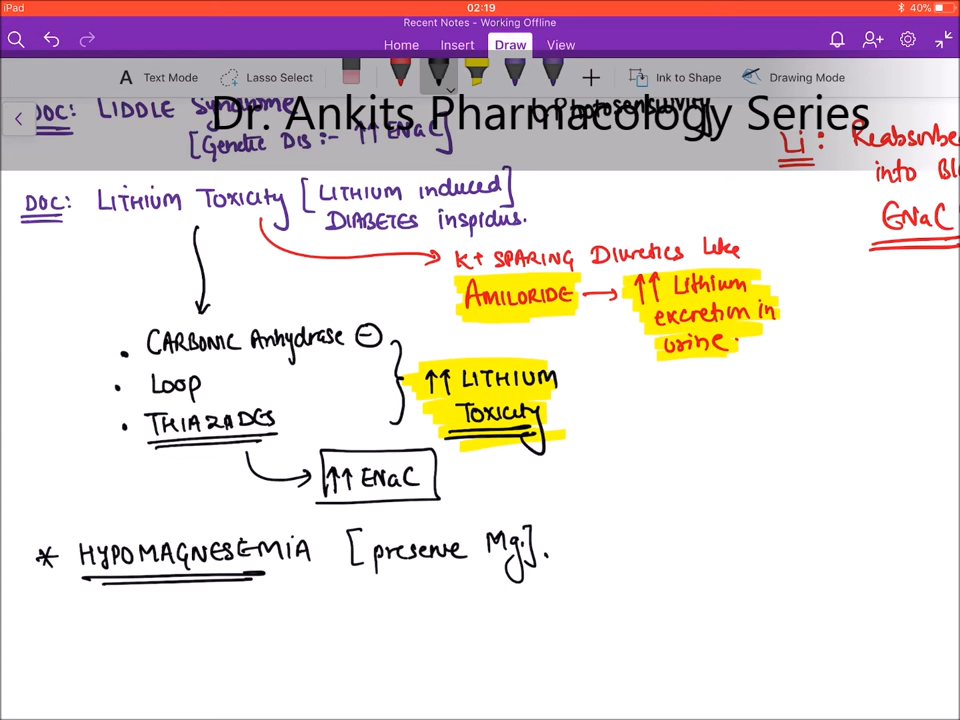 iPad 02:19 40%
Recent Notes - Working Offline
Home Insert Draw View
Text Mode Lasso Select Ink to Shape Drawing Mode
Dr. Ankits Pharmacology Series
DOC: LIDDLE Syndrome
[Genetic Dis :- ↑↑ ENaC]
Photosensitivity
Li : Reabsorbe
into Bl
ENaC
DOC: LITHIUM TOXICITY [LITHIUM induced]
DIABETES inspidus.
K+ SPARING Diuretics like
AMILORIDE → ↑↑ Lithium
excretion in
urine.
• CARBONIC Anhydrase ⊖
• Loop
• THIAZADES
↑↑ LITHIUM
Toxicity
↑↑ ENaC
* HYPOMAGNESEMIA [preserve Mg].